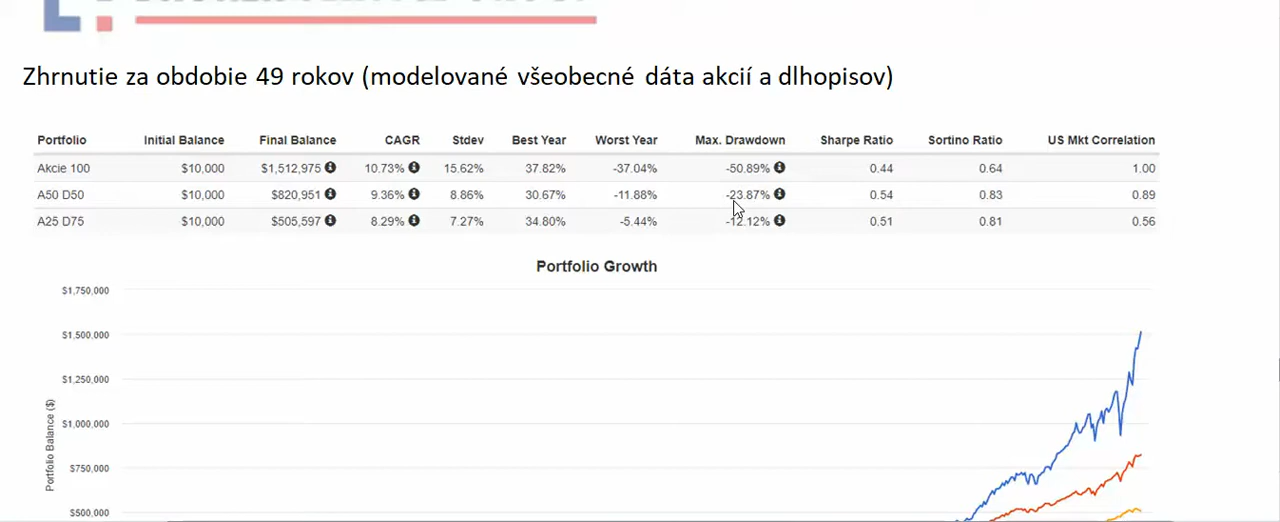 Zhrnutie za obdobie 49 rokov (modelované všeobecné dáta akcií a dlhopisov)
Portfolio Initial Balance Final Balance CAGR Stdev Best Year Worst Year Max. Drawdown Sharpe Ratio Sortino Ratio US Mkt Correlation
Akcie 100 $10,000 $1,512,975 10.73% 15.62% 37.82% -37.04% -50.89% 0.44 0.64 1.00
A50 D50 $10,000 $820,951 9.36% 8.86% 30.67% -11.88% -23.87% 0.54 0.83 0.89
A25 D75 $10,000 $505,597 8.29% 7.27% 34.80% -5.44% -12.12% 0.51 0.81 0.56
Portfolio Growth
$1,750,000
$1,500,000
$1,250,000
$1,000,000
$750,000
$500,000
Portfolio Balance ($)